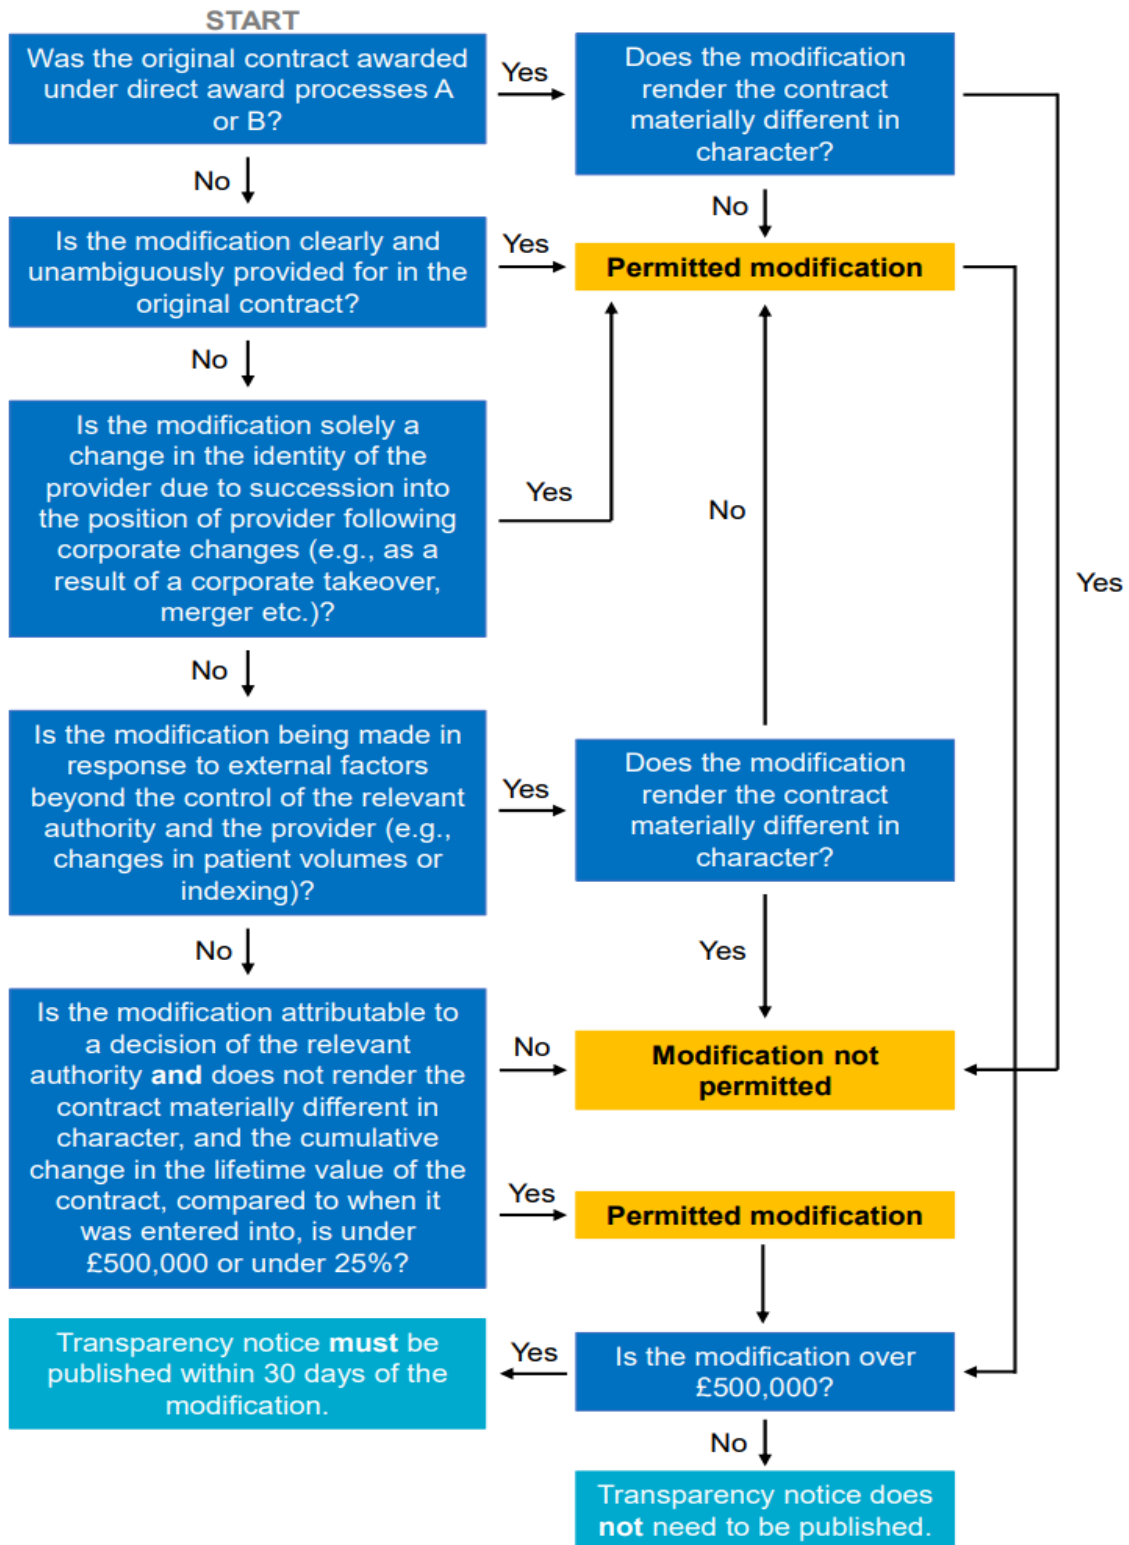 START
Was the original contract awarded
under direct award processes A
or B?
Yes
Does the modification
render the contract
materially different in
character?
No
No
Is the modification clearly and
unambiguously provided for in the
original contract?
Yes
Permitted modification
No
Is the modification solely a
change in the identity of the
provider due to succession into
the position of provider following
corporate changes (e.g., as a
result of a corporate takeover,
merger etc.)?
Yes
No
Yes
No
Is the modification being made in
response to external factors
beyond the control of the relevant
authority and the provider (e.g.,
changes in patient volumes or
indexing)?
Yes
Does the modification
render the contract
materially different in
character?
No
Yes
Is the modification attributable to
a decision of the relevant
authority and does not render the
contract materially different in
character, and the cumulative
change in the lifetime value of the
contract, compared to when it
was entered into, is under
£500,000 or under 25%?
No
Modification not
permitted
Yes
Permitted modification
Transparency notice must be
published within 30 days of the
modification.
Yes
Is the modification over
£500,000?
No
Transparency notice does
not need to be published.